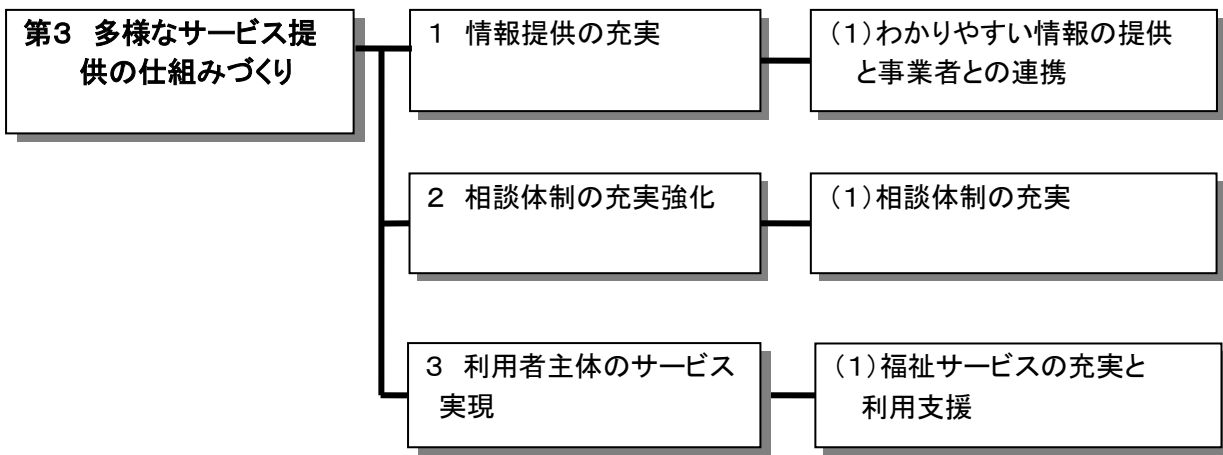 第3　多様なサービス提
供の仕組みづくり
1　情報提供の充実
(1)わかりやすい情報の提供
と事業者との連携
2　相談体制の充実強化
(1)相談体制の充実
3　利用者主体のサービス
実現
(1)福祉サービスの充実と
利用支援